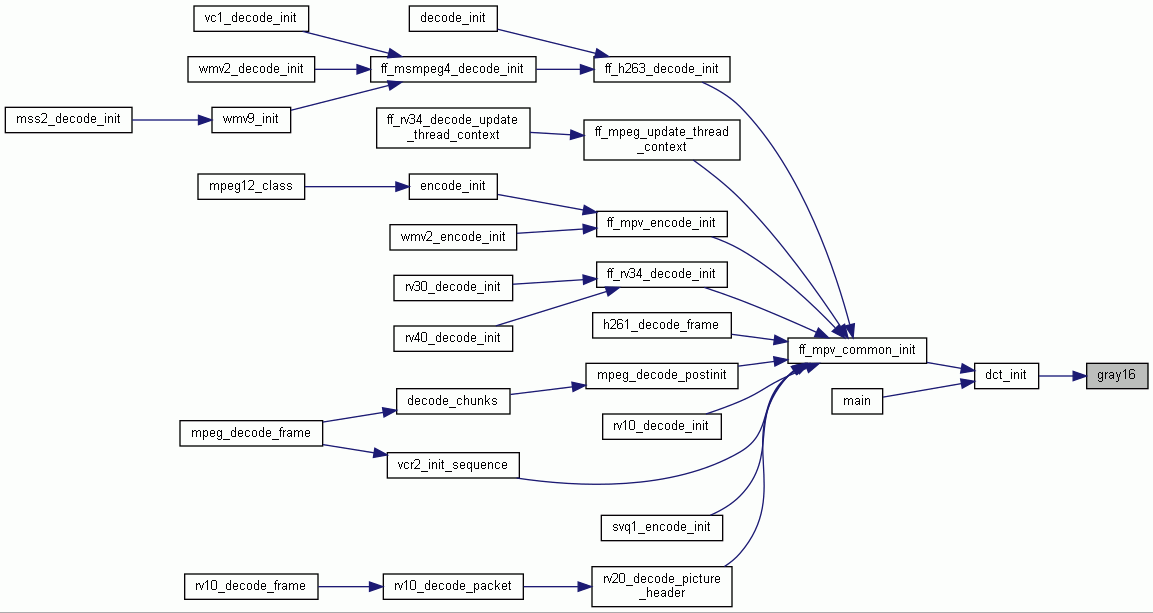 vc1_decode_init
decode_init
wmv2_decode_init
ff_msmpeg4_decode_init
ff_h263_decode_init
mss2_decode_init
wmv9_init
ff_rv34_decode_update
_thread_context
ff_mpeg_update_thread
_context
mpeg12_class
encode_init
ff_mpv_encode_init
wmv2_encode_init
ff_rv34_decode_init
rv30_decode_init
h261_decode_frame
rv40_decode_init
ff_mpv_common_init
mpeg_decode_postinit
dct_init
gray16
decode_chunks
main
rv10_decode_init
mpeg_decode_frame
vcr2_init_sequence
svq1_encode_init
rv10_decode_frame
rv10_decode_packet
rv20_decode_picture
_header